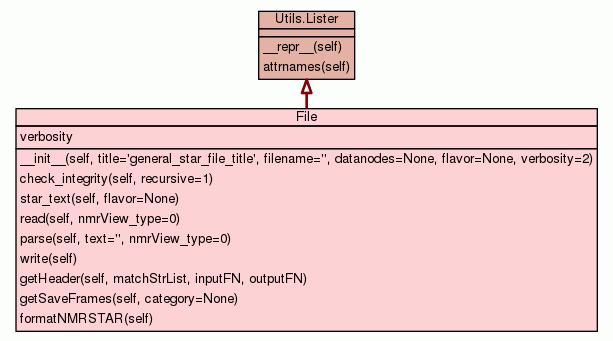 Utils.Lister
__repr__(self)
attrnames(self)
File
verbosity
__init__(self, title='general_star_file_title', filename='', datanodes=None, flavor=None, verbosity=2)
check_integrity(self, recursive=1)
star_text(self, flavor=None)
read(self, nmrView_type=0)
parse(self, text='', nmrView_type=0)
write(self)
getHeader(self, matchStrList, inputFN, outputFN)
getSaveFrames(self, category=None)
formatNMRSTAR(self)